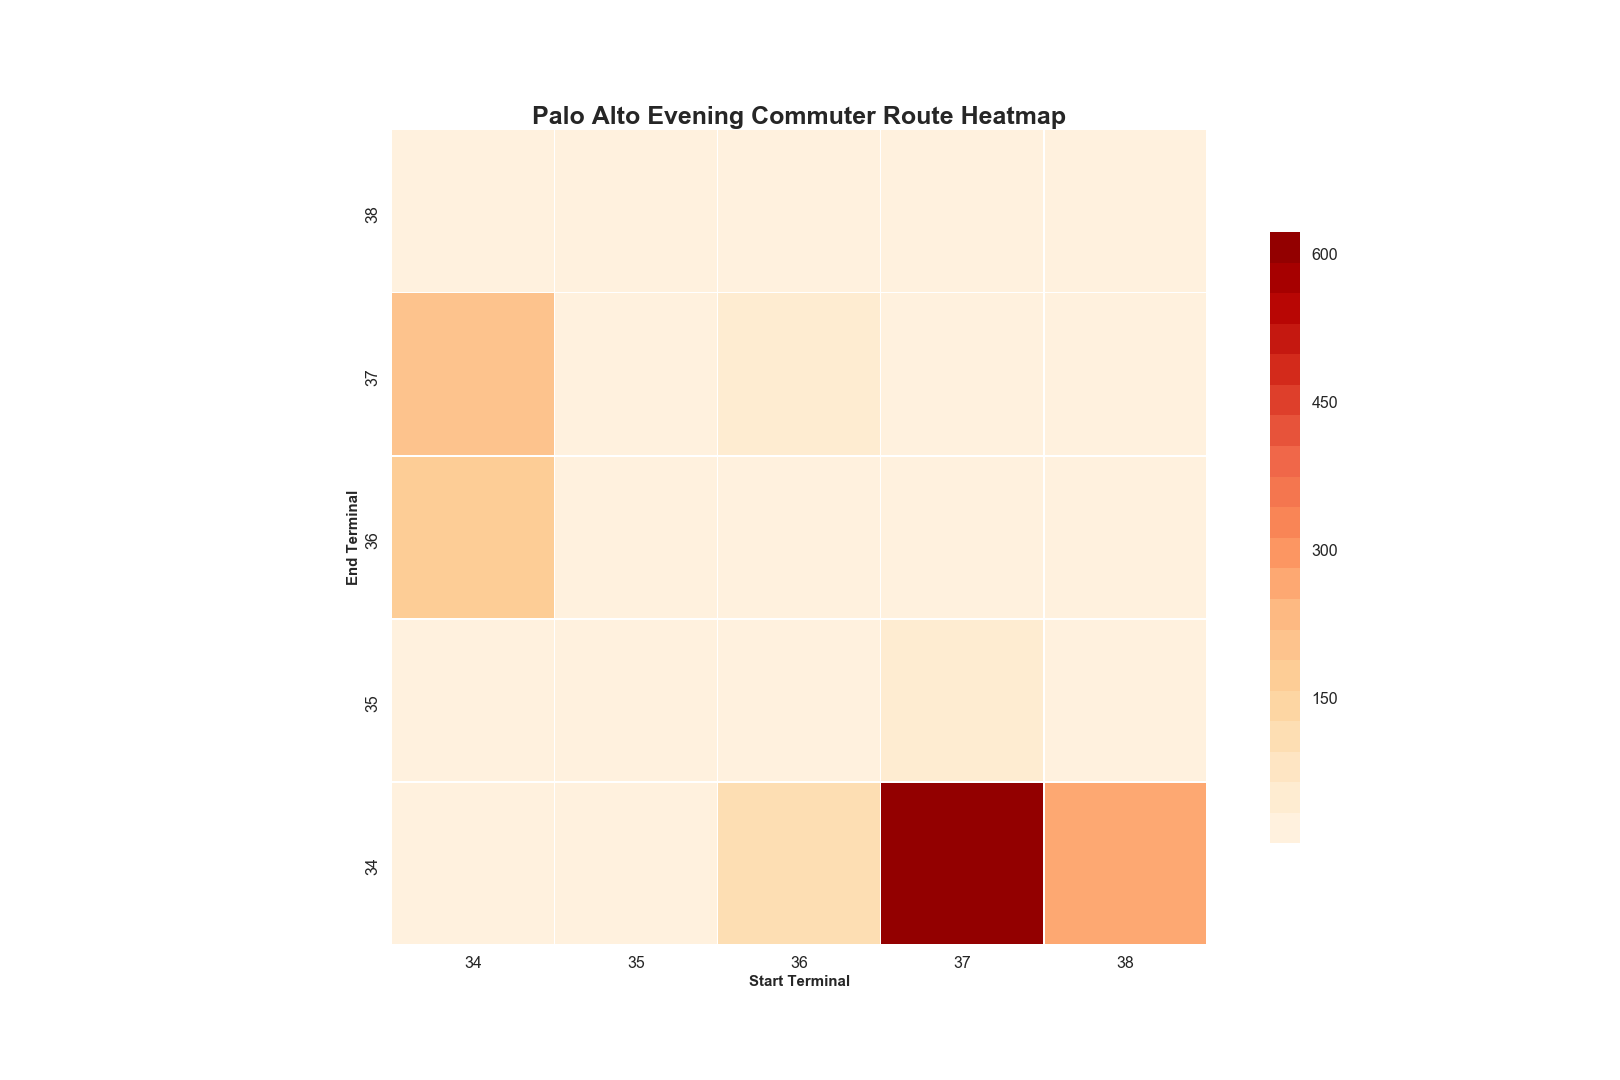 Palo Alto Evening Commuter Route Heatmap
38
37
36
35
34
End Terminal
34 35 36 37 38
Start Terminal
600
450
300
150